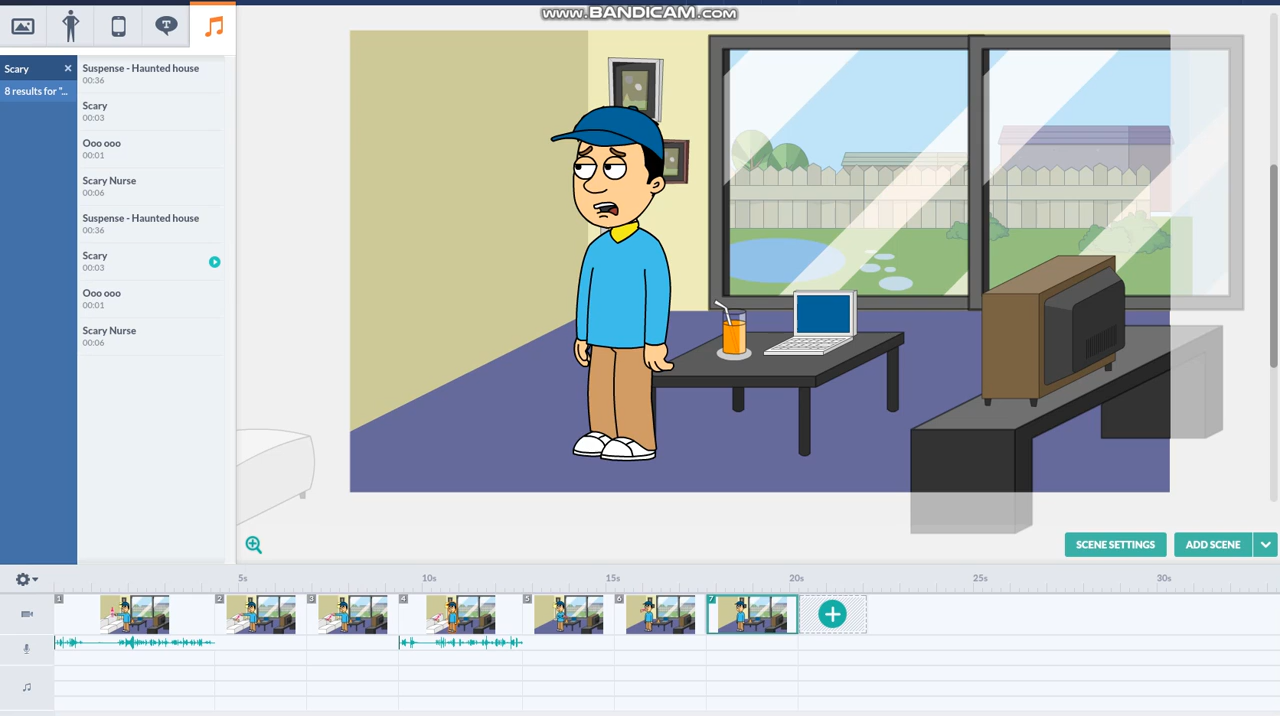 www.BANDICAM.com
T
Scary ×
8 results for "...
Suspense - Haunted house
00:36
Scary
00:03
Ooo ooo
00:01
Scary Nurse
00:06
Suspense - Haunted house
00:36
Scary
00:03
Ooo ooo
00:01
Scary Nurse
00:06
SCENE SETTINGS
ADD SCENE
5s 10s 15s 20s 25s 30s
1 2 3 4 5 6 7